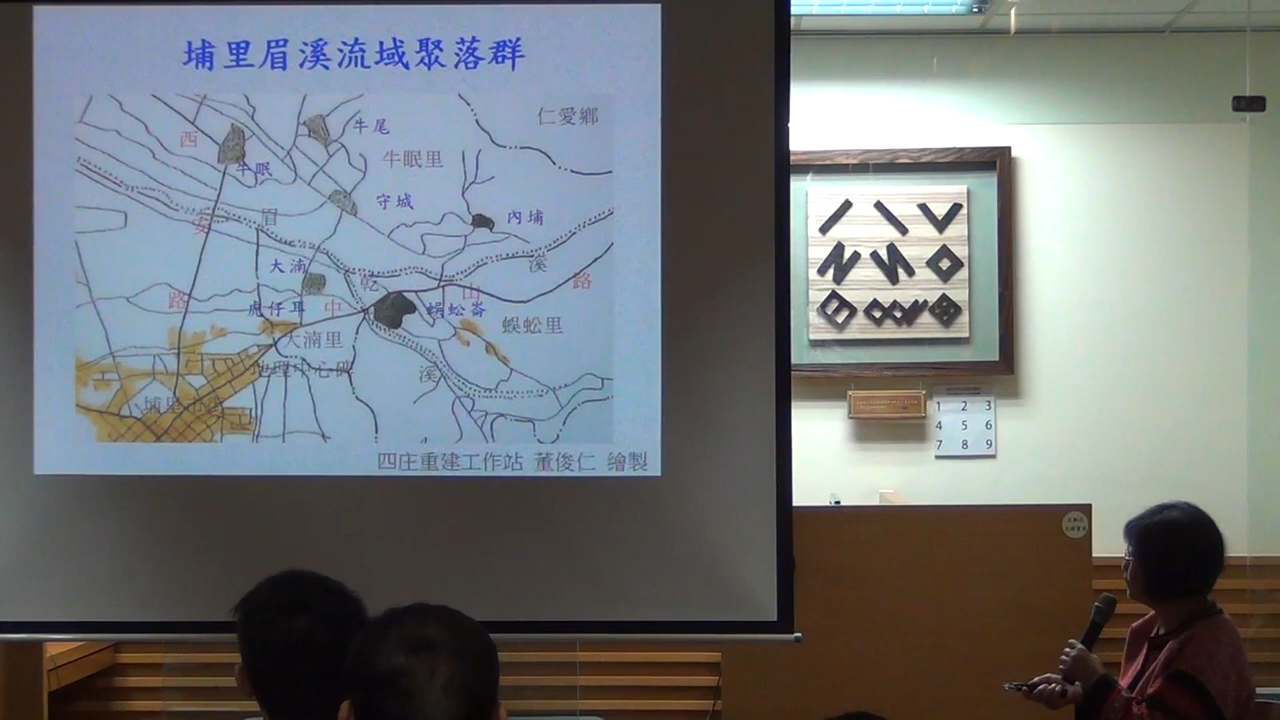 埔里眉溪流域聚落群
仁愛鄉
牛尾
西
牛眠里
牛眠
守城
眉
安
內埔
溪
大湳
乾
路
山
路
虎仔耳
中
蜈蚣崙
蜈蚣里
大湳里
地理中心碑
溪
埔里
四庄重建工作站 董俊仁 繪製
1 2 3
4 5 6
7 8 9